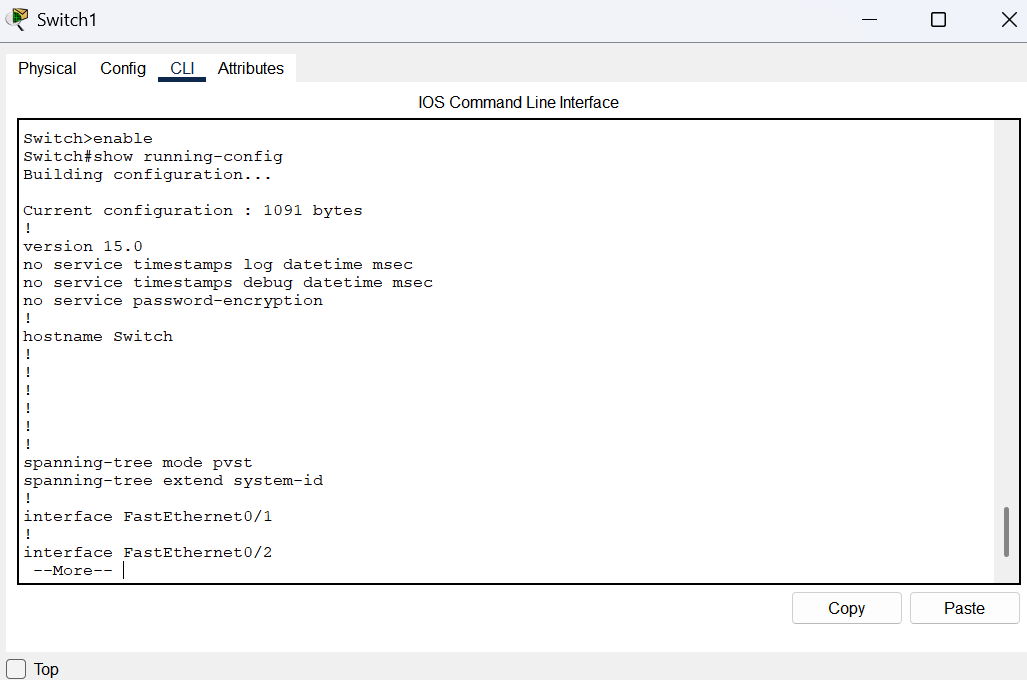 Switch1
Physical Config CLI Attributes
IOS Command Line Interface
Switch>enable
Switch#show running-config
Building configuration...
Current configuration : 1091 bytes
!
version 15.0
no service timestamps log datetime msec
no service timestamps debug datetime msec
no service password-encryption
!
hostname Switch
!
!
!
!
!
!
spanning-tree mode pvst
spanning-tree extend system-id
!
interface FastEthernet0/1
!
interface FastEthernet0/2
--More--
Copy Paste
Top